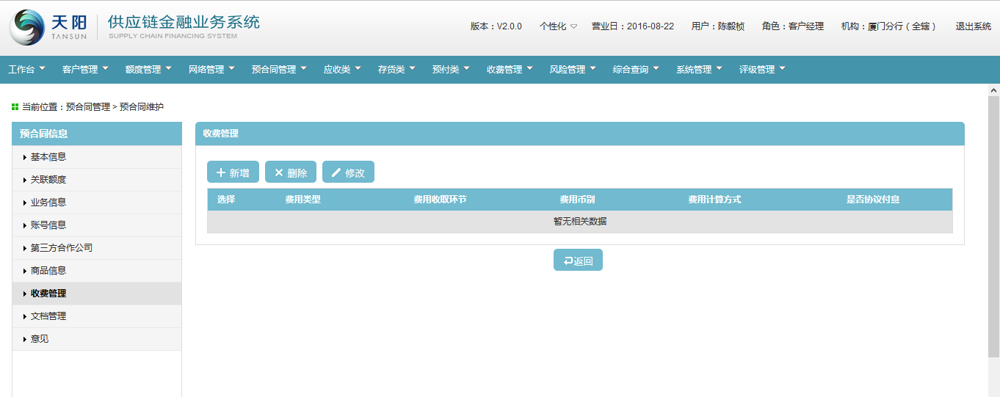 天阳
TANSUN
供应链金融业务系统
SUPPLY CHAIN FINANCING SYSTEM
版本：V2.0.0 个性化 营业日：2016-08-22 用户：陈毅桢 角色：客户经理 机构：厦门分行（全辖） 退出系统
工作台 客户管理 额度管理 网络管理 预合同管理 应收类 存货类 预付类 收费管理 风险管理 综合查询 系统管理 评级管理
当前位置：预合同管理 > 预合同维护
预合同信息
基本信息
关联额度
业务信息
账号信息
第三方合作公司
商品信息
收费管理
文档管理
意见
收费管理
新增 删除 修改
选择 费用类型 费用收取环节 费用币别 费用计算方式 是否协议付息
暂无相关数据
返回